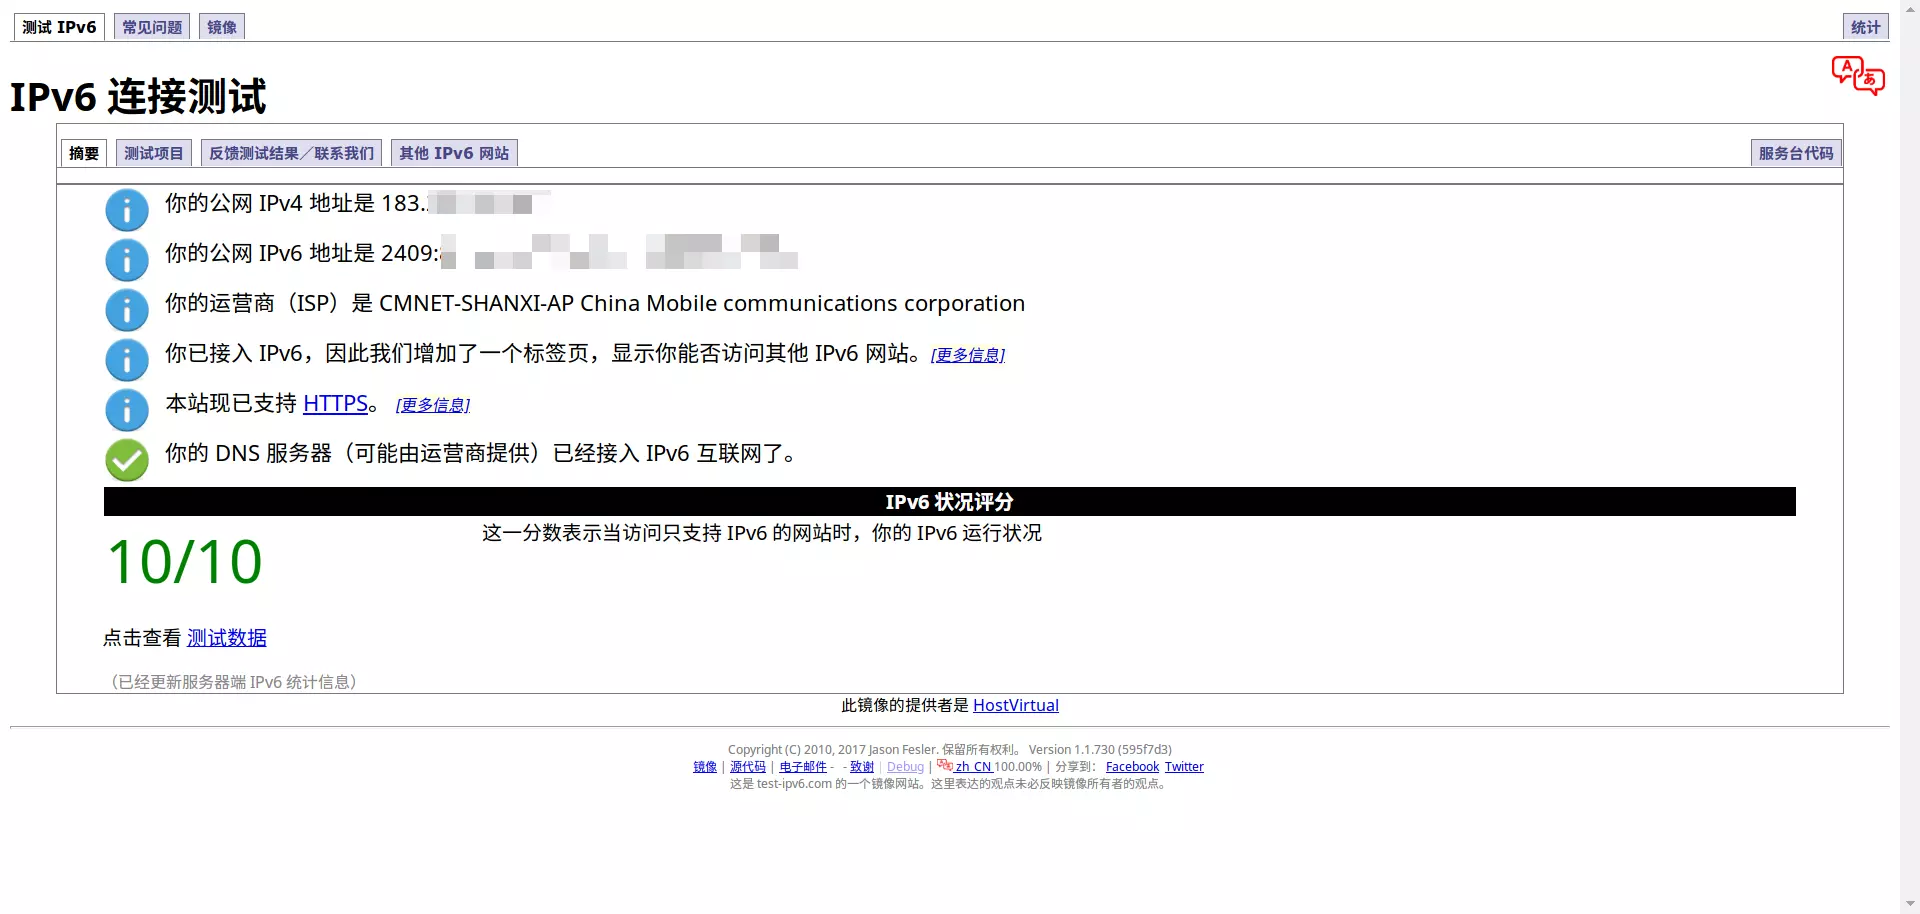 测试 IPv6 常见问题 镜像 统计
IPv6 连接测试
摘要 测试项目 反馈测试结果／联系我们 其他 IPv6 网站 服务台代码
你的公网 IPv4 地址是 183.
你的公网 IPv6 地址是 2409:
你的运营商（ISP）是 CMNET-SHANXI-AP China Mobile communications corporation
你已接入 IPv6，因此我们增加了一个标签页，显示你能否访问其他 IPv6 网站。[更多信息]
本站现已支持 HTTPS。 [更多信息]
你的 DNS 服务器（可能由运营商提供）已经接入 IPv6 互联网了。
IPv6 状况评分
10/10 这一分数表示当访问只支持 IPv6 的网站时，你的 IPv6 运行状况
点击查看 测试数据
（已经更新服务器端 IPv6 统计信息）
此镜像的提供者是 HostVirtual
Copyright (C) 2010, 2017 Jason Fesler. 保留所有权利。 Version 1.1.730 (595f7d3)
镜像 | 源代码 | 电子邮件 - - 致谢 | Debug | zh_CN 100.00% | 分享到： Facebook Twitter
这是 test-ipv6.com 的一个镜像网站。这里表达的观点未必反映镜像所有者的观点。